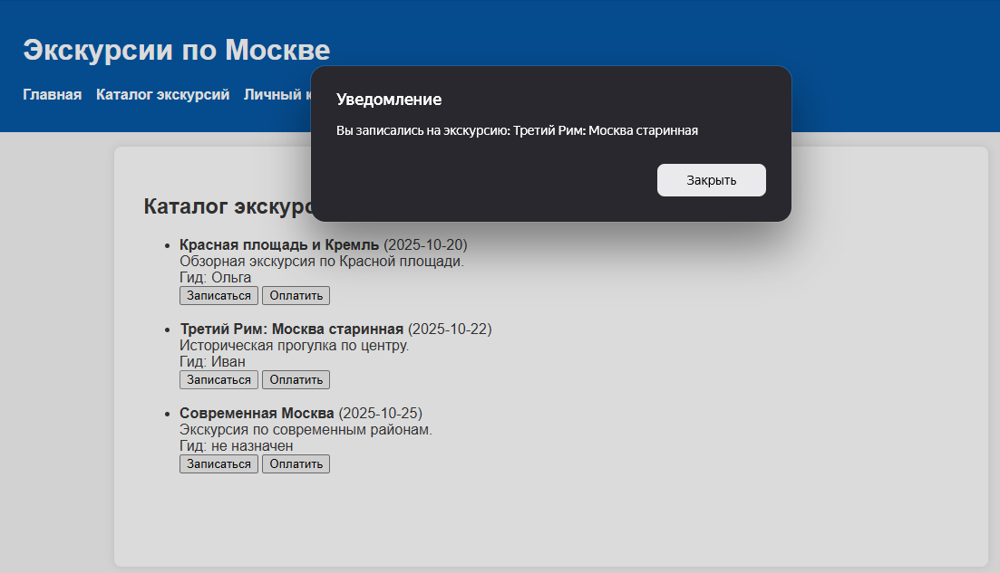 Экскурсии по Москве
Главная Каталог экскурсий Личный
Уведомление
Вы записались на экскурсию: Третий Рим: Москва старинная
Закрыть
Каталог
Красная площадь и Кремль (2025-10-20)
Обзорная экскурсия по Красной площади.
Гид: Ольга
Записаться Оплатить
Третий Рим: Москва старинная (2025-10-22)
Историческая прогулка по центру.
Гид: Иван
Записаться Оплатить
Современная Москва (2025-10-25)
Экскурсия по современным районам.
Гид: не назначен
Записаться Оплатить